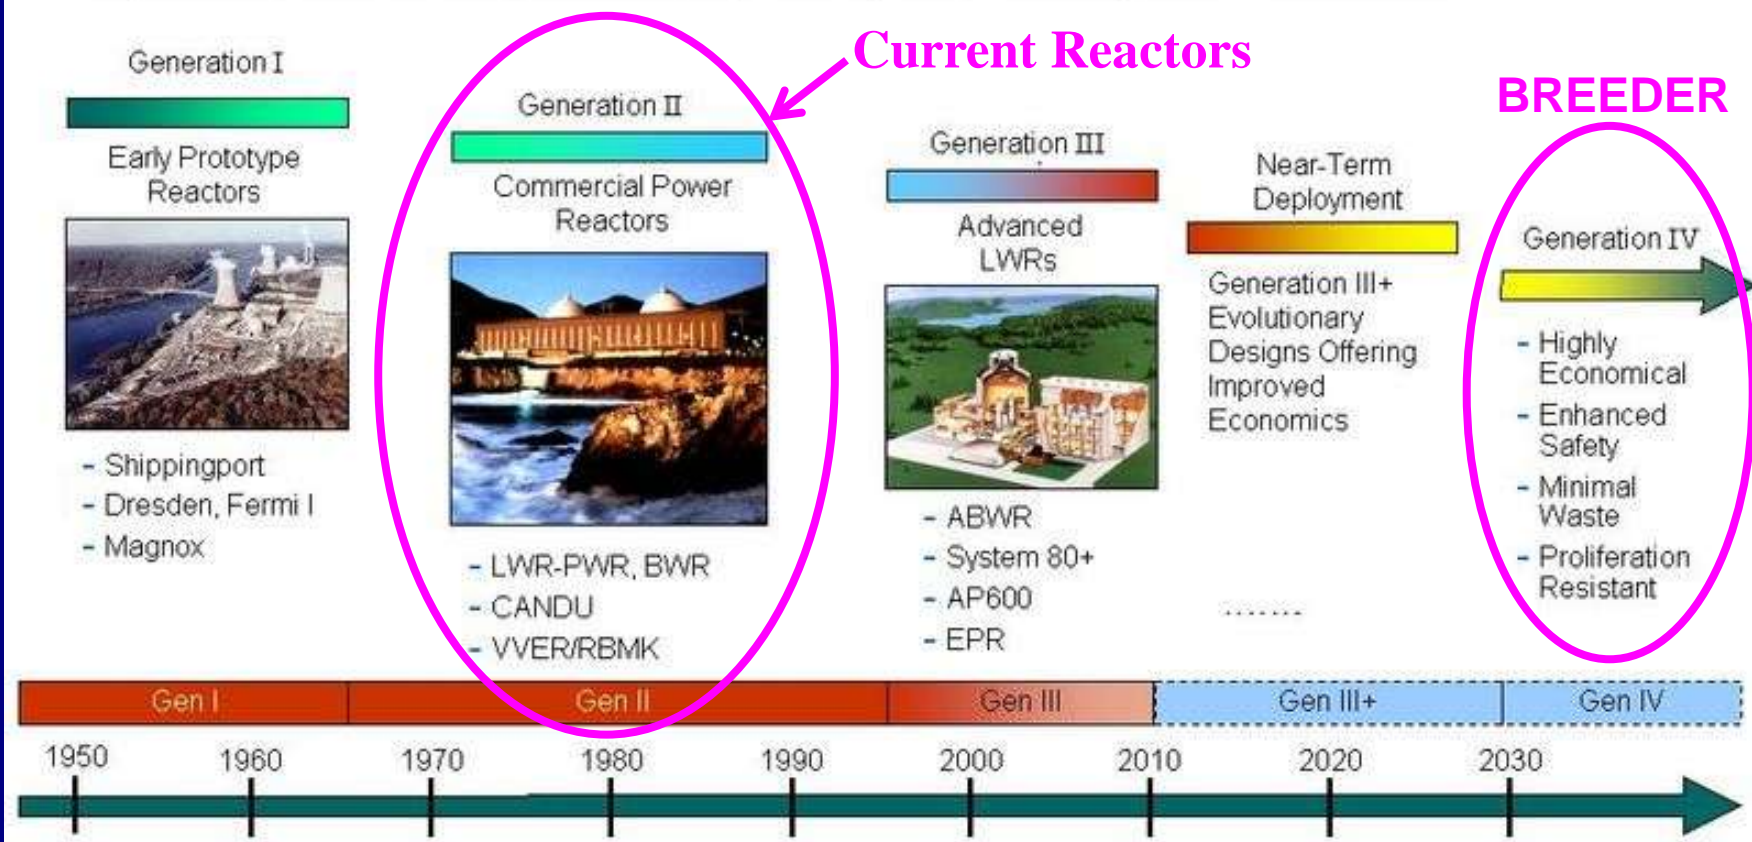 Current Reactors
BREEDER
Generation I
Early Prototype
Reactors
- Shippingport
- Dresden, Fermi I
- Magnox
Generation II
Commercial Power
Reactors
- LWR-PWR, BWR
- CANDU
- VVER/RBMK
Generation III
Advanced
LWRs
- ABWR
- System 80+
- AP600
- EPR
Near-Term
Deployment
Generation III+
Evolutionary
Designs Offering
Improved
Economics
.......
Generation IV
- Highly
Economical
- Enhanced
Safety
- Minimal
Waste
- Proliferation
Resistant
Gen I Gen II Gen III Gen III+ Gen IV
1950 1960 1970 1980 1990 2000 2010 2020 2030